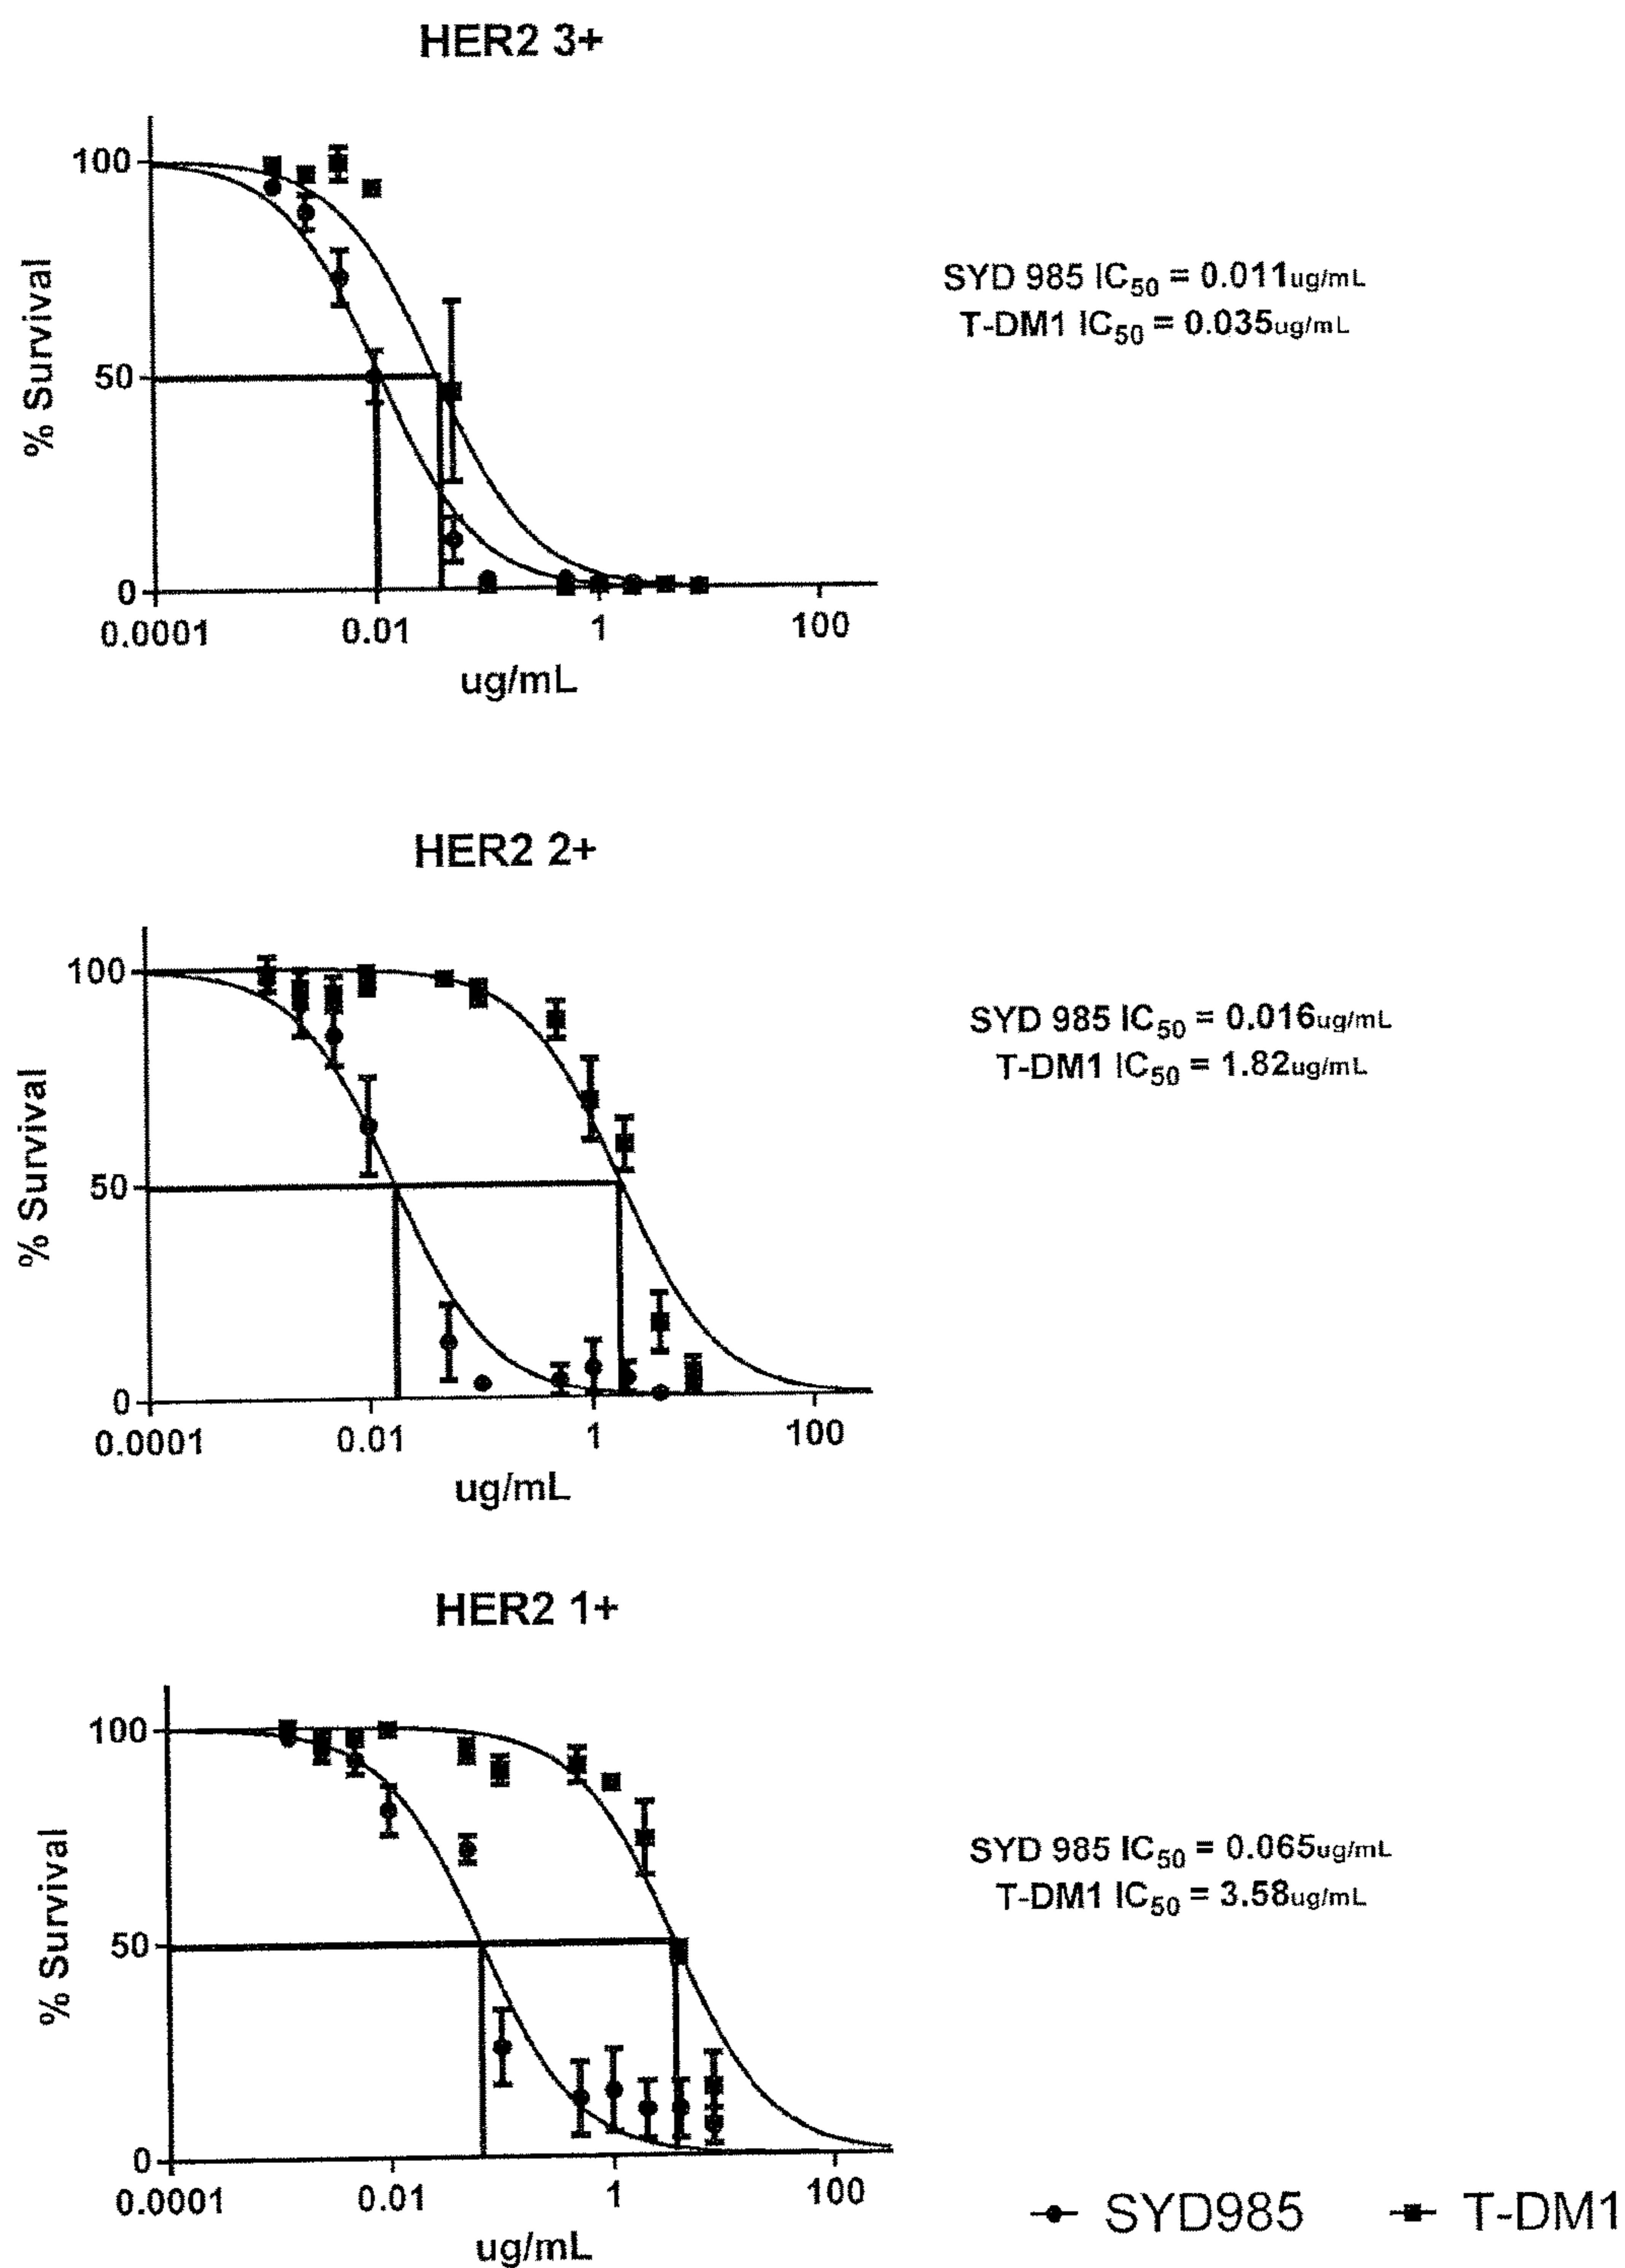 HER2 3+
100
50
0
% Survival
0.0001 0.01 1 100
ug/mL
SYD 985 IC50 = 0.011ug/mL
T-DM1 IC50 = 0.035ug/mL
HER2 2+
100
50
0
% Survival
0.0001 0.01 1 100
ug/mL
SYD 985 IC50 = 0.016ug/mL
T-DM1 IC50 = 1.82ug/mL
HER2 1+
100
50
0
% Survival
0.0001 0.01 1 100
ug/mL
SYD 985 IC50 = 0.065ug/mL
T-DM1 IC50 = 3.58ug/mL
SYD985 T-DM1